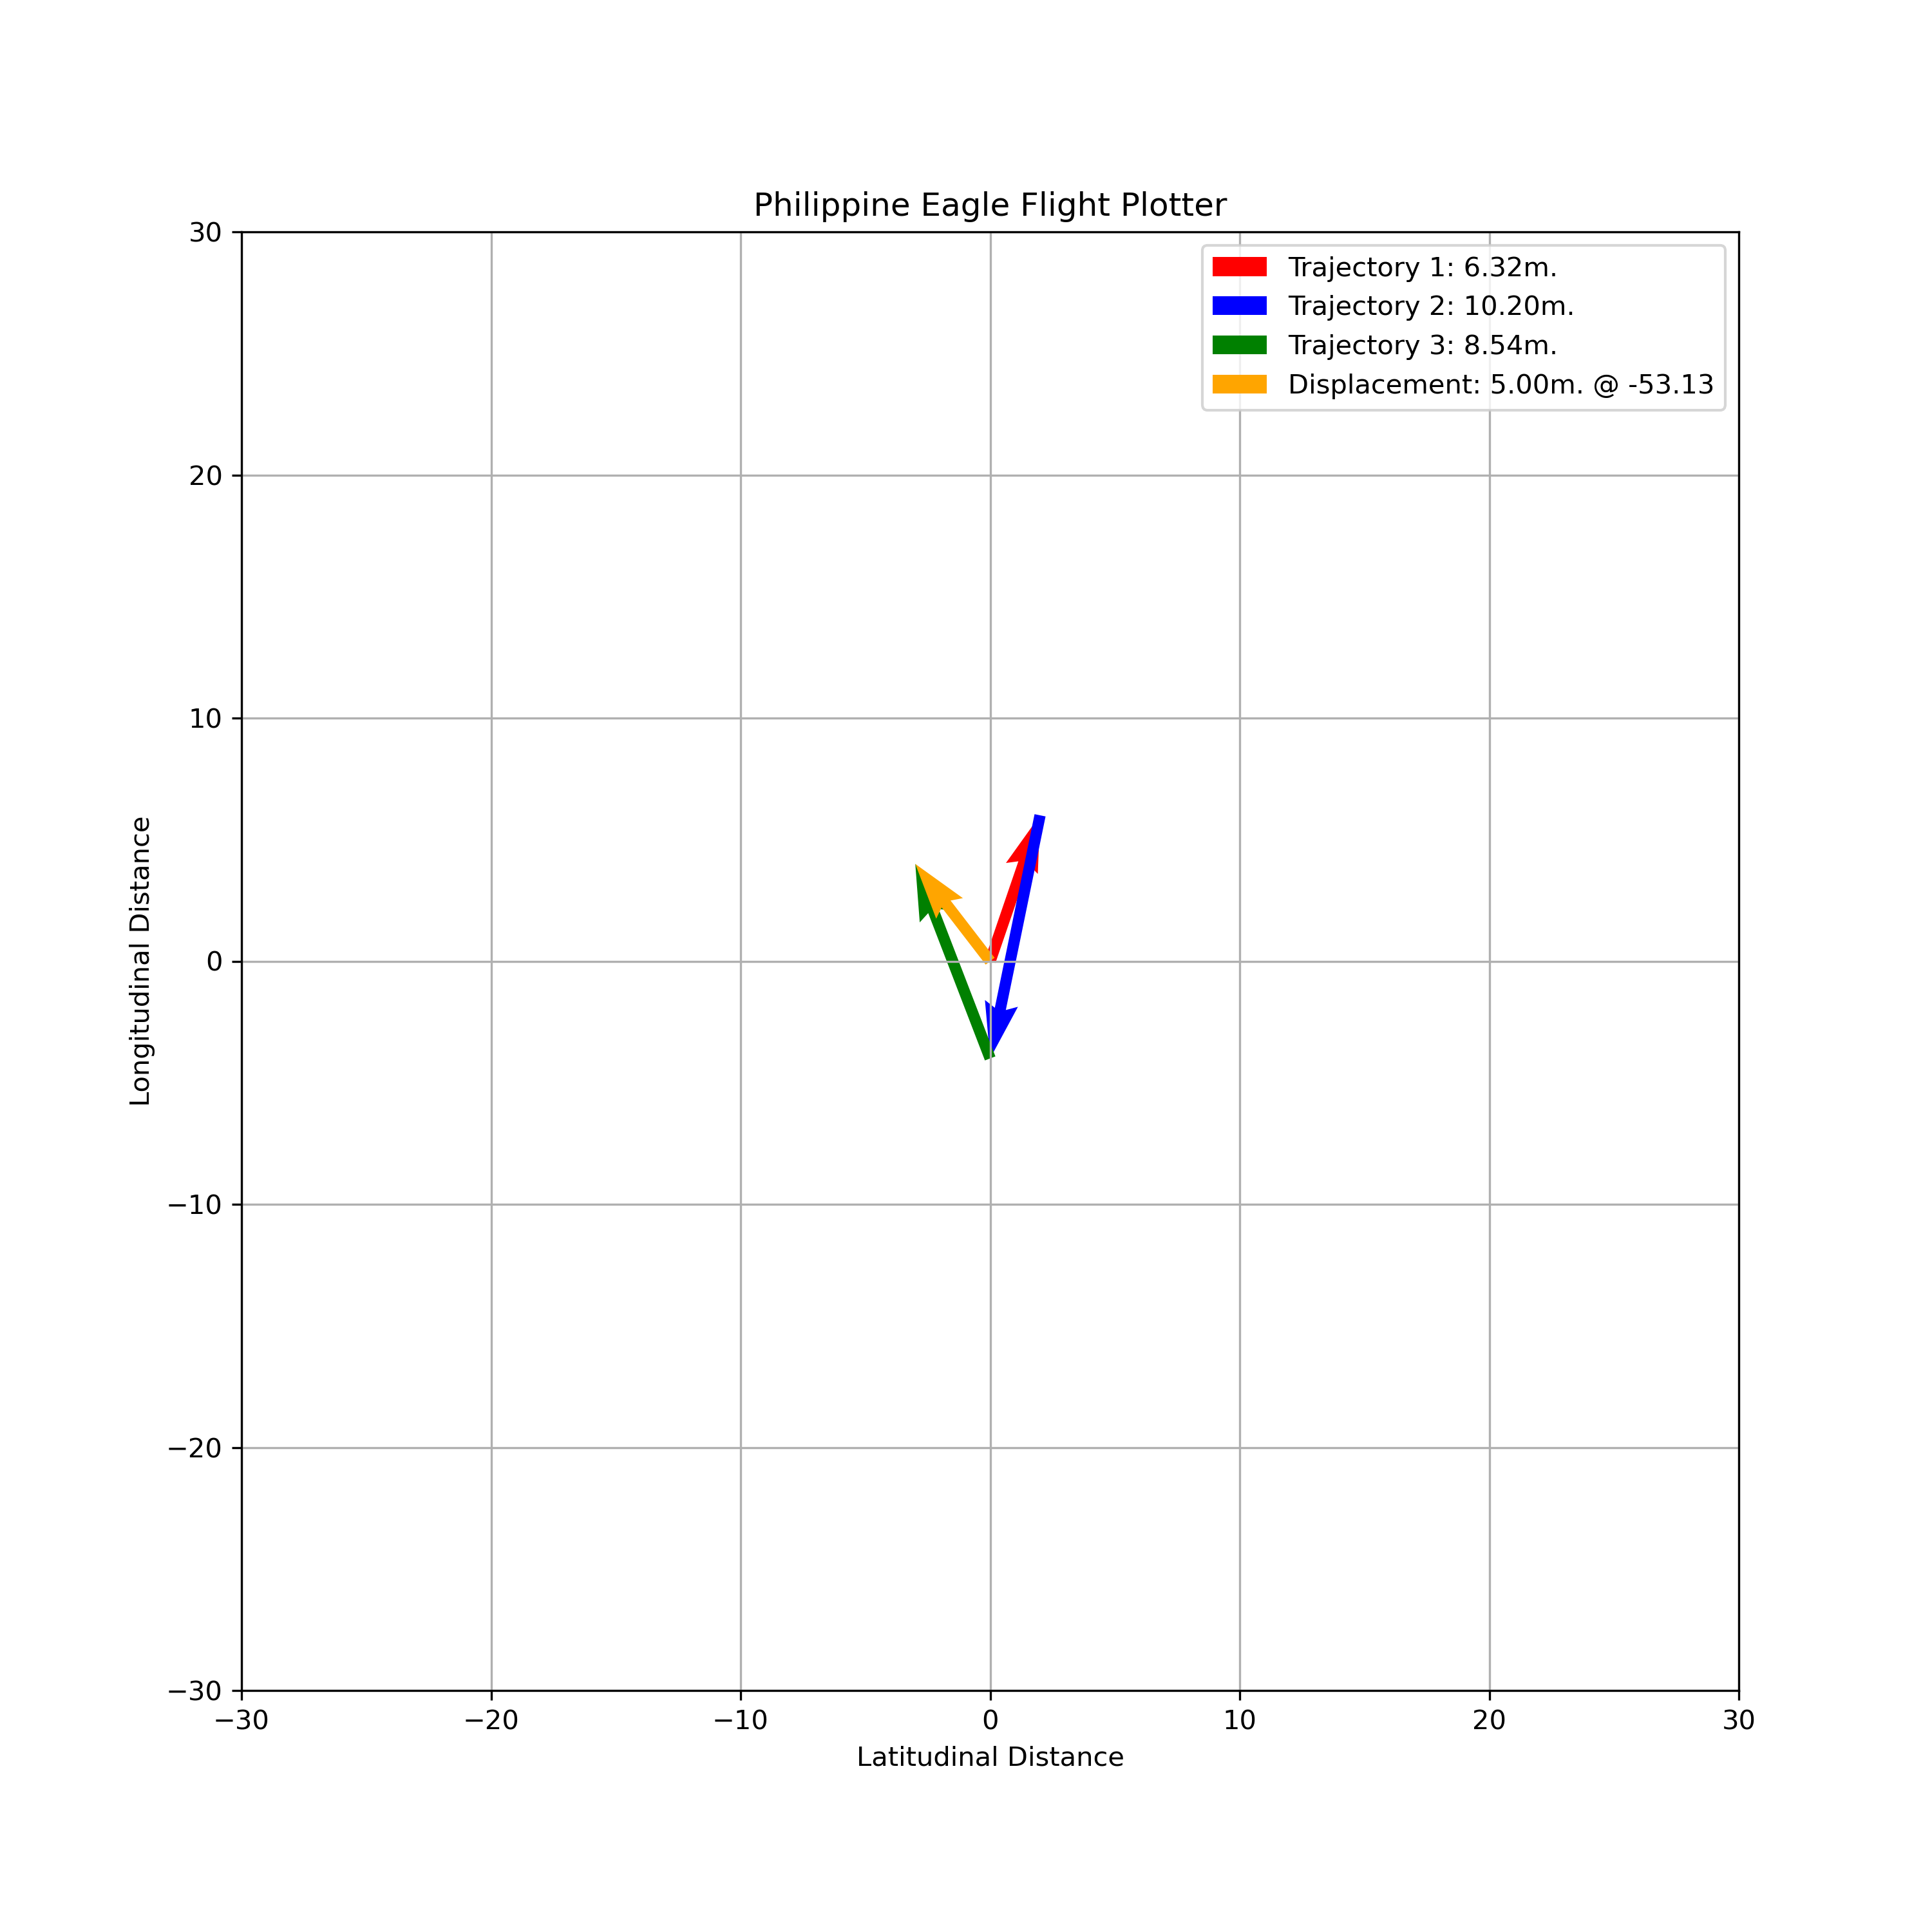 Philippine Eagle Flight Plotter
30
20
10
0
−10
−20
−30
Longitudinal Distance
Trajectory 1: 6.32m.
Trajectory 2: 10.20m.
Trajectory 3: 8.54m.
Displacement: 5.00m. @ -53.13
−30 −20 −10 0 10 20 30
Latitudinal Distance